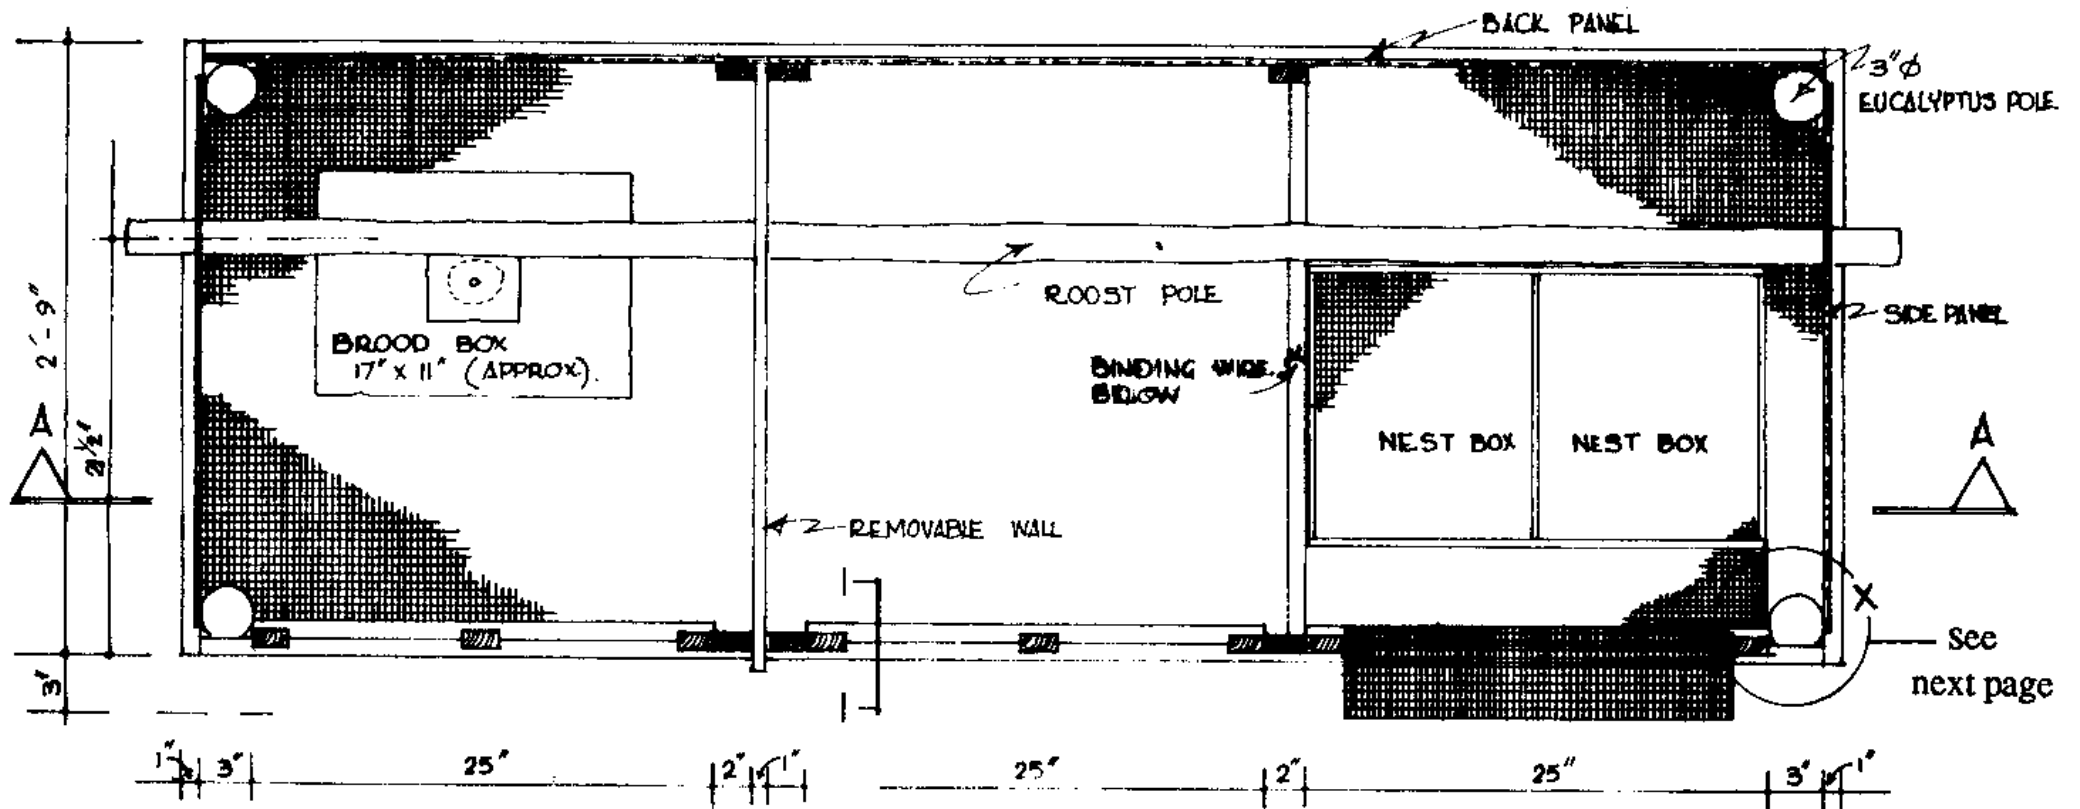 BACK PANEL
3"φ
EUCALYPTUS POLE
ROOST POLE
SIDE PANEL
BROOD BOX
17" x 11" (APPROX).
BINDING WIRE
BELOW
2'-9"
A
NEST BOX NEST BOX
A
REMOVABLE WALL
X
see
next page
3'
1" 3" 25" 2" 1" 25" 2" 25" 3" 1"